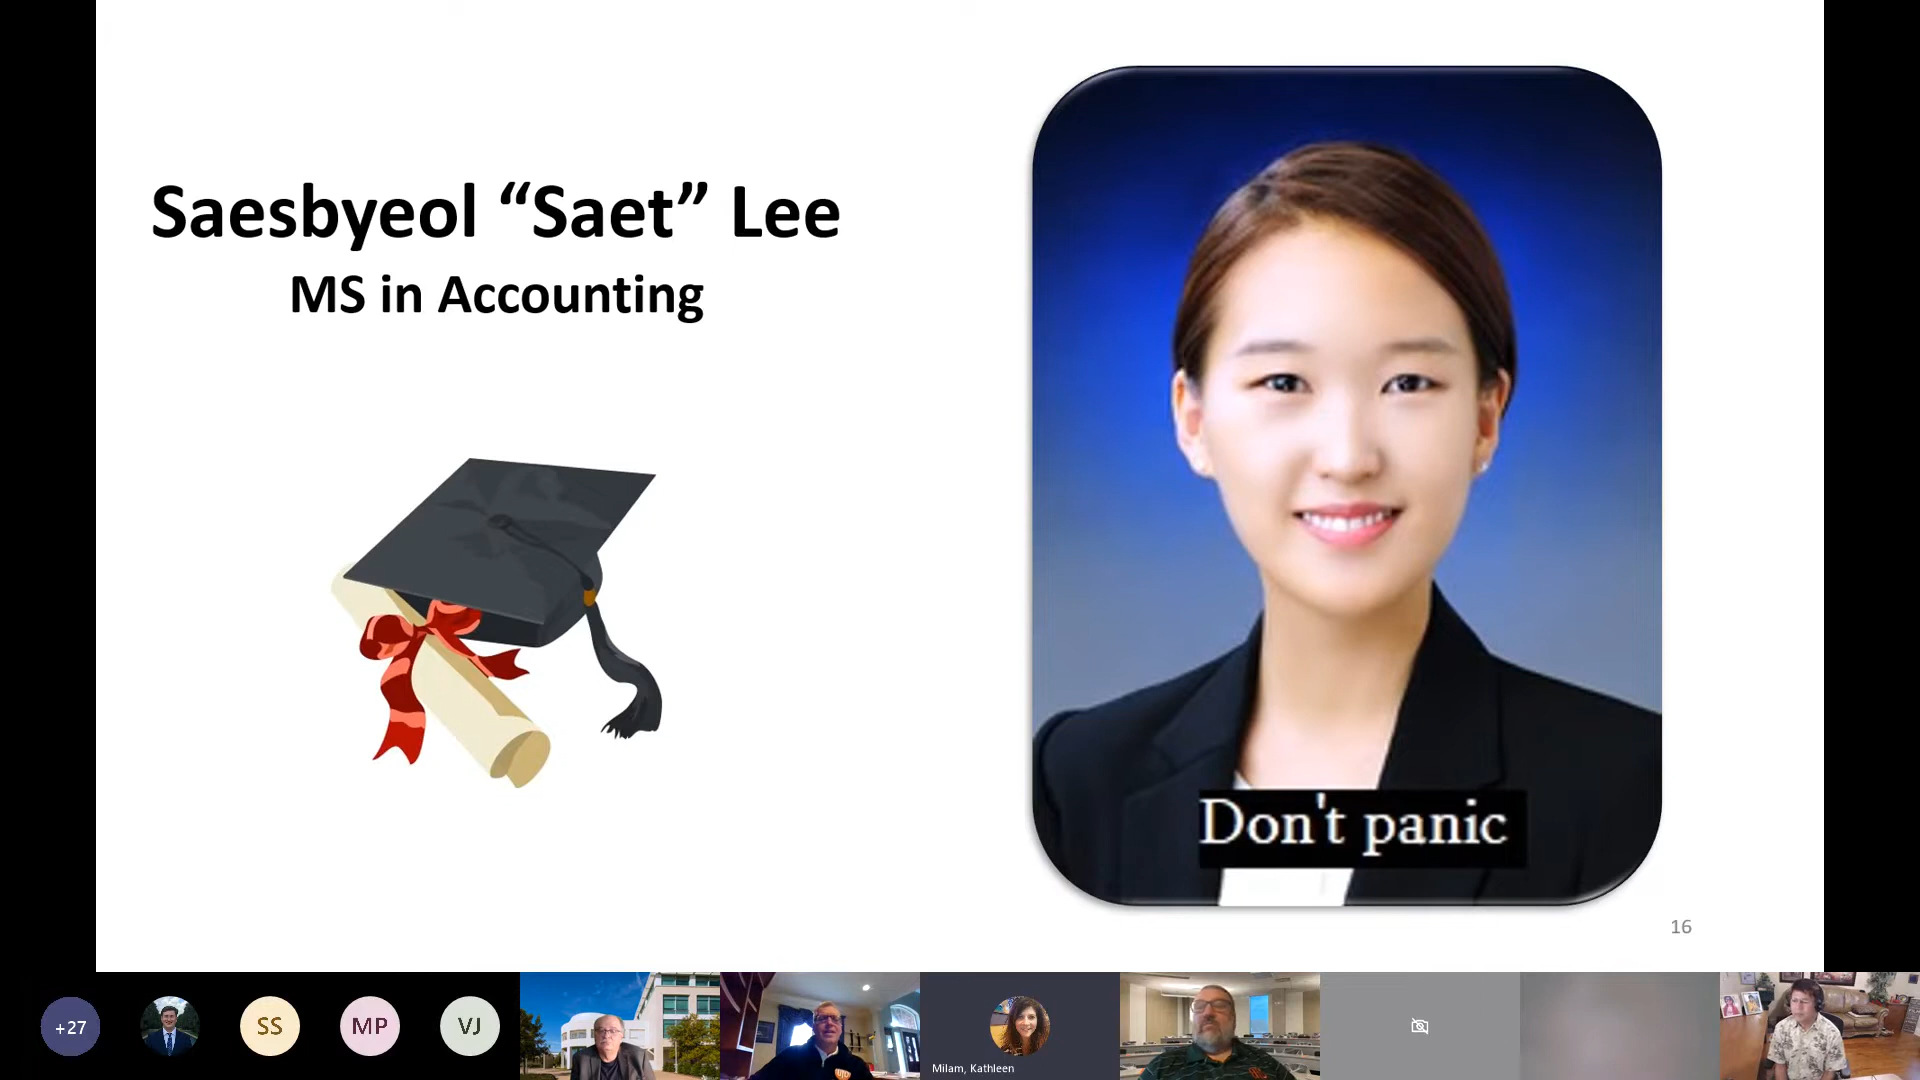 Saesbyeol “Saet” Lee
MS in Accounting
Don't panic
16
+27
SS
MP
VJ
Milam, Kathleen